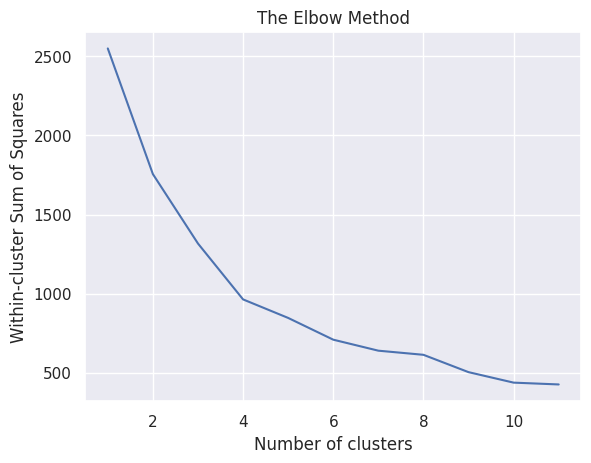 The Elbow Method
Within-cluster Sum of Squares
2500
2000
1500
1000
500
2 4 6 8 10
Number of clusters